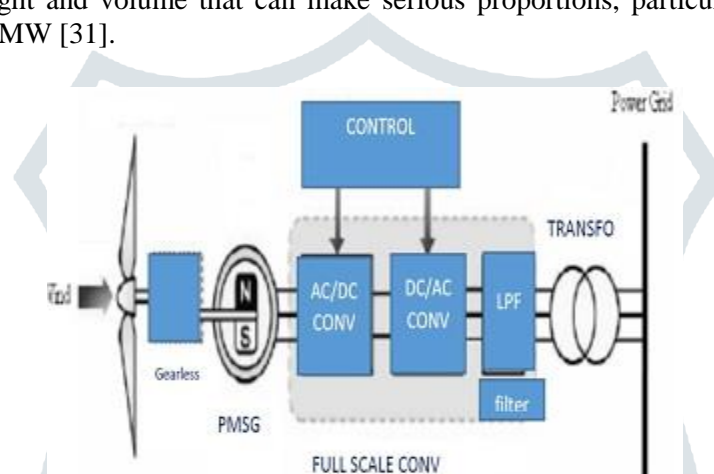 ght and volume that can make serious proportions, particul
MW [31].
Power Grid
CONTROL
TRANSFO
Wind
AC/DC
CONV
DC/AC
CONV
LPF
N
S
Gearless
filter
PMSG
FULL SCALE CONV